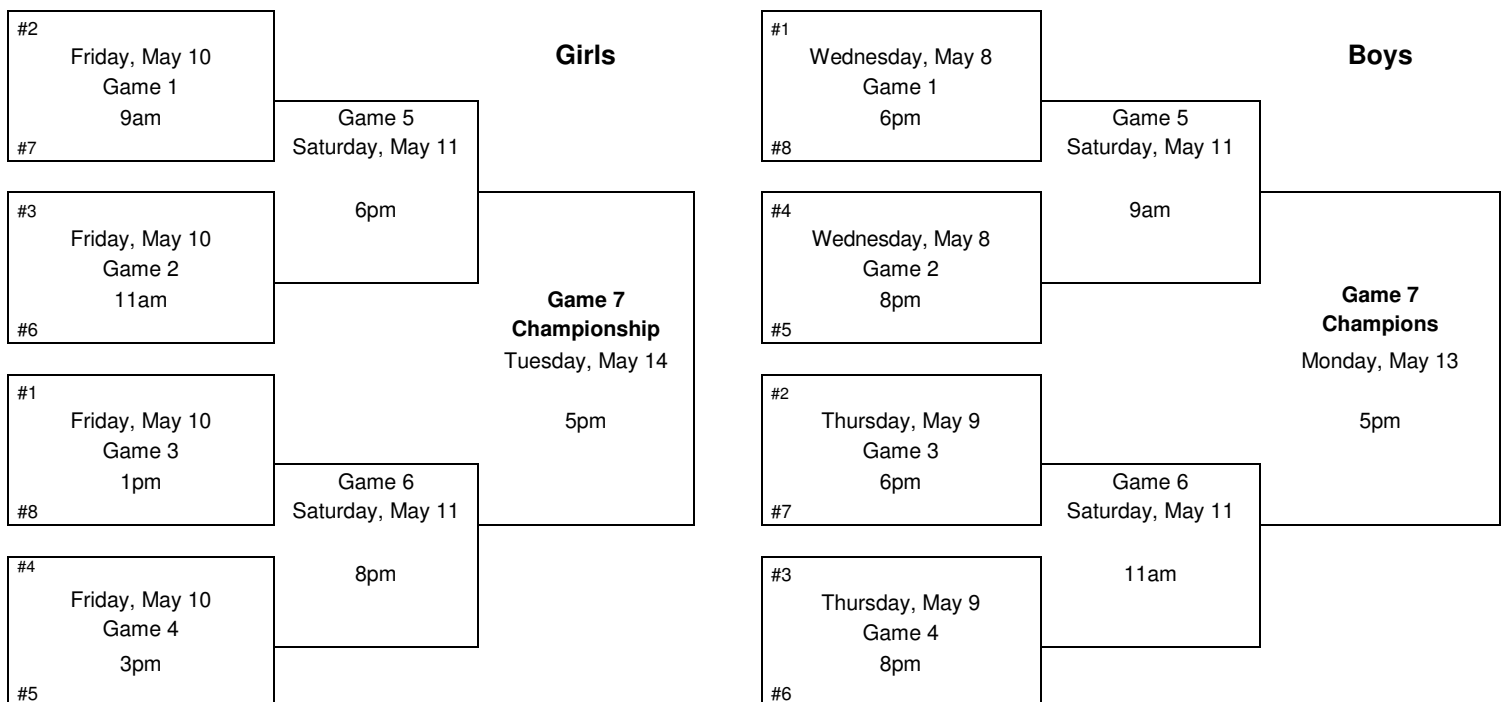 Girls
#2
Friday, May 10
Game 1
9am
#7
#3
Friday, May 10
Game 2
11am
#6
#1
Friday, May 10
Game 3
1pm
#8
#4
Friday, May 10
Game 4
3pm
#5
Game 5
Saturday, May 11
6pm
Game 6
Saturday, May 11
8pm
Game 7
Championship
Tuesday, May 14
5pm
Boys
#1
Wednesday, May 8
Game 1
6pm
#8
#4
Wednesday, May 8
Game 2
8pm
#5
#2
Thursday, May 9
Game 3
6pm
#7
#3
Thursday, May 9
Game 4
8pm
#6
Game 5
Saturday, May 11
9am
Game 6
Saturday, May 11
11am
Game 7
Champions
Monday, May 13
5pm